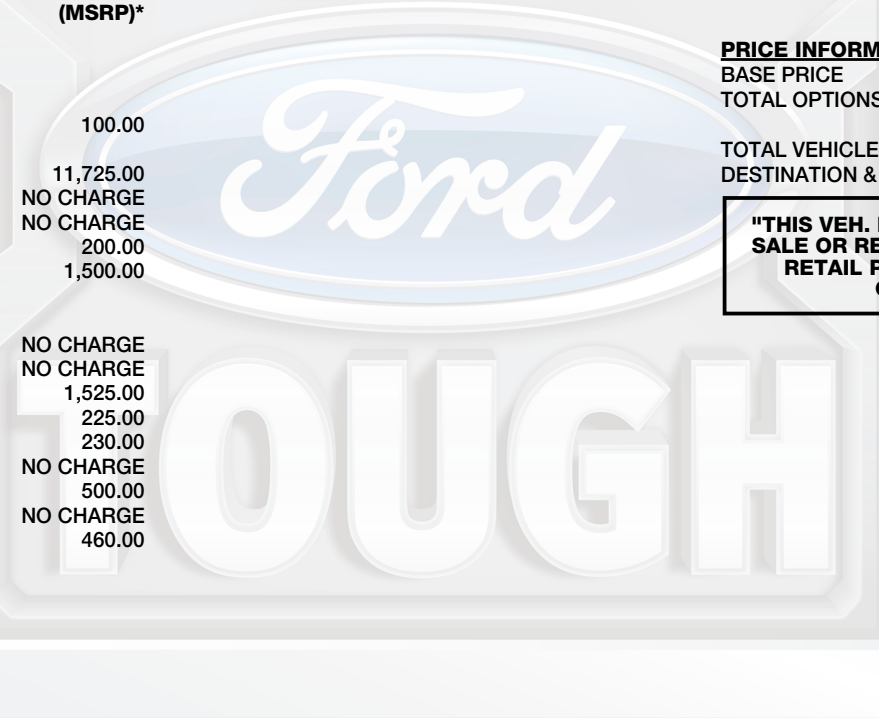 (MSRP)*
100.00
11,725.00
NO CHARGE
NO CHARGE
200.00
1,500.00
NO CHARGE
NO CHARGE
1,525.00
225.00
230.00
NO CHARGE
500.00
NO CHARGE
460.00
Ford
TOUGH
PRICE INFORM
BASE PRICE
TOTAL OPTIONS
TOTAL VEHICLE
DESTINATION &
"THIS VEH.
SALE OR RE
RETAIL P